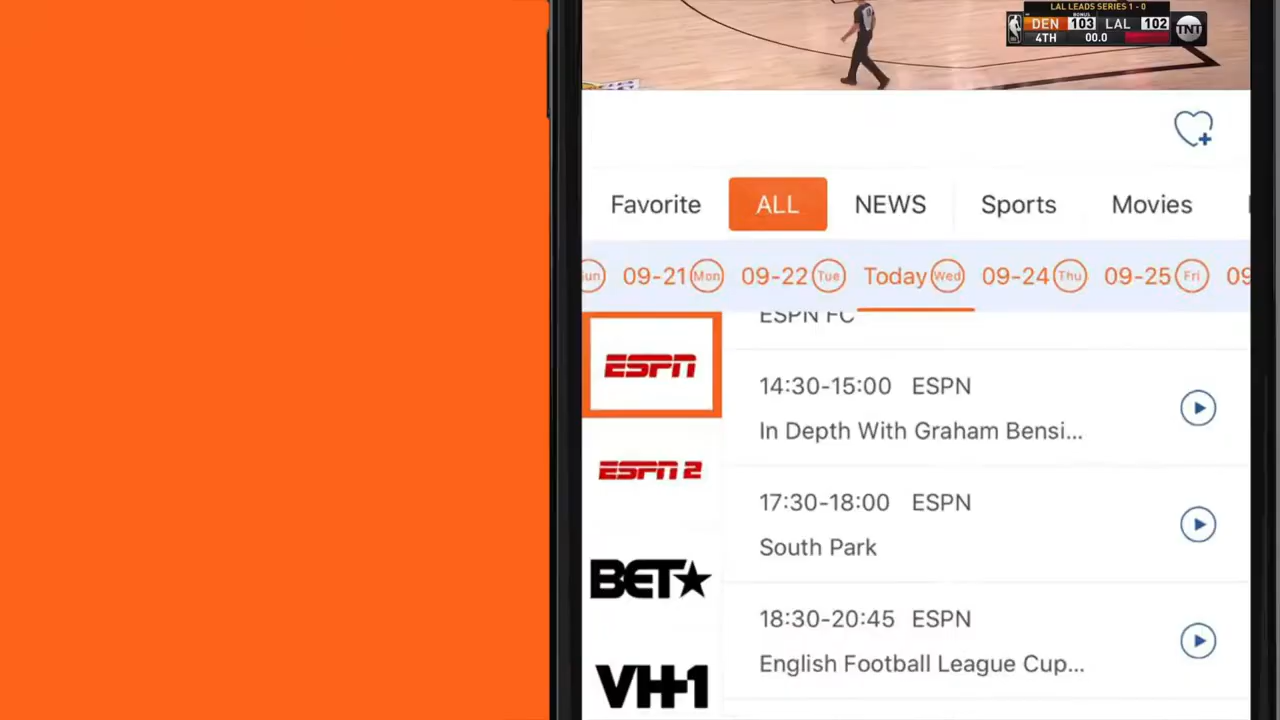 LAL LEADS SERIES 1 - 0
BONUS
DEN 103 LAL 102
4TH 00.0
TNT
Favorite ALL NEWS Sports Movies
09-21 Mon 09-22 Tue Today Wed 09-24 Thu 09-25 Fri 09
ESPN FC
ESPN
14:30-15:00 ESPN
In Depth With Graham Bensi...
ESPN 2
17:30-18:00 ESPN
South Park
BET
18:30-20:45 ESPN
English Football League Cup...
VH1